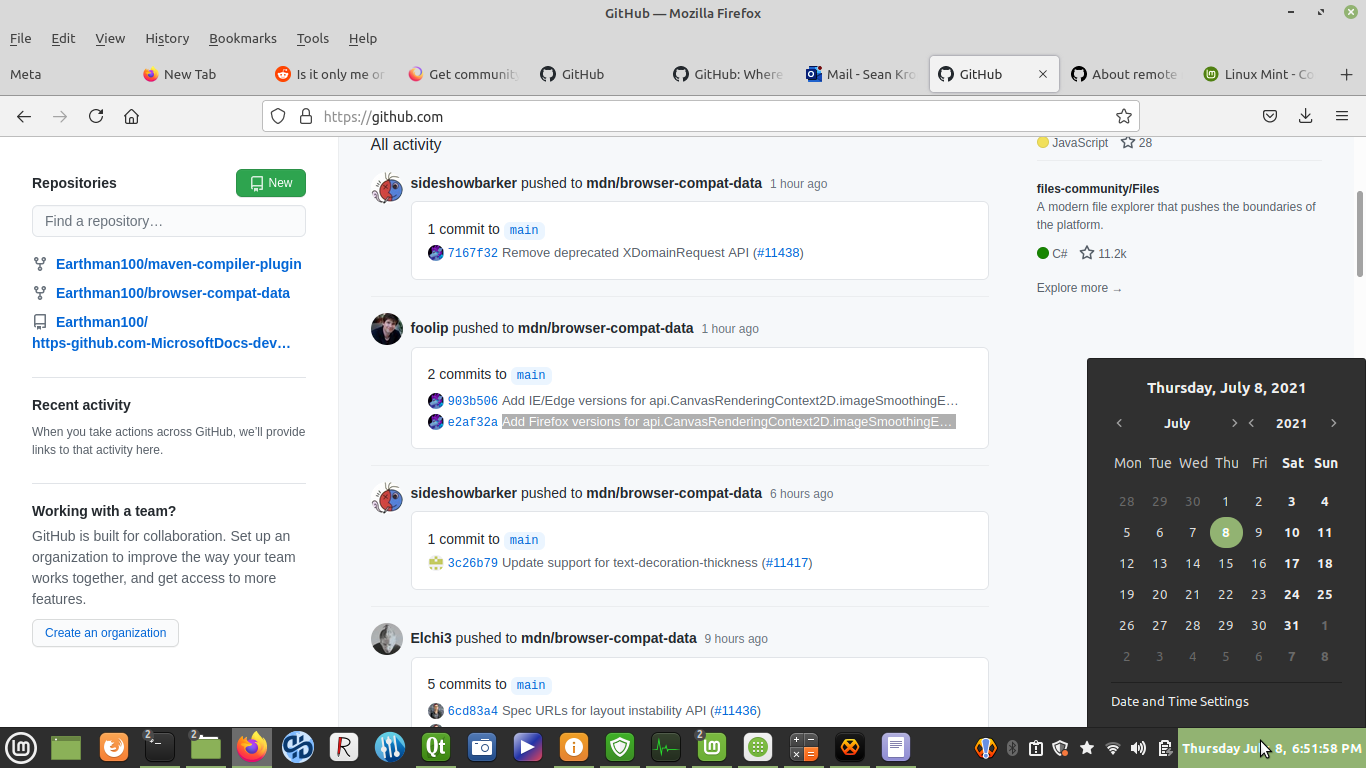 GitHub — Mozilla Firefox
File Edit View History Bookmarks Tools Help
Meta New Tab Is it only me or Get community GitHub GitHub: Where Mail - Sean Kro GitHub About remote Linux Mint - Co
https://github.com
All activity
Repositories
New
Find a repository…
Earthman100/maven-compiler-plugin
Earthman100/browser-compat-data
Earthman100/
https-github.com-MicrosoftDocs-dev…
Recent activity
When you take actions across GitHub, we'll provide
links to that activity here.
Working with a team?
GitHub is built for collaboration. Set up an
organization to improve the way your team
works together, and get access to more
features.
Create an organization
sideshowbarker pushed to mdn/browser-compat-data 1 hour ago
1 commit to main
7167f32 Remove deprecated XDomainRequest API (#11438)
foolip pushed to mdn/browser-compat-data 1 hour ago
2 commits to main
903b506 Add IE/Edge versions for api.CanvasRenderingContext2D.imageSmoothingE…
e2af32a Add Firefox versions for api.CanvasRenderingContext2D.imageSmoothingE…
sideshowbarker pushed to mdn/browser-compat-data 6 hours ago
1 commit to main
3c26b79 Update support for text-decoration-thickness (#11417)
Elchi3 pushed to mdn/browser-compat-data 9 hours ago
5 commits to main
6cd83a4 Spec URLs for layout instability API (#11436)
JavaScript 28
files-community/Files
A modern file explorer that pushes the boundaries of
the platform.
C# 11.2k
Explore more →
Thursday, July 8, 2021
July 2021
Mon Tue Wed Thu Fri Sat Sun
28 29 30 1 2 3 4
5 6 7 8 9 10 11
12 13 14 15 16 17 18
19 20 21 22 23 24 25
26 27 28 29 30 31 1
2 3 4 5 6 7 8
Date and Time Settings
2 2 Qt 2
Thursday July 8, 6:51:58 PM